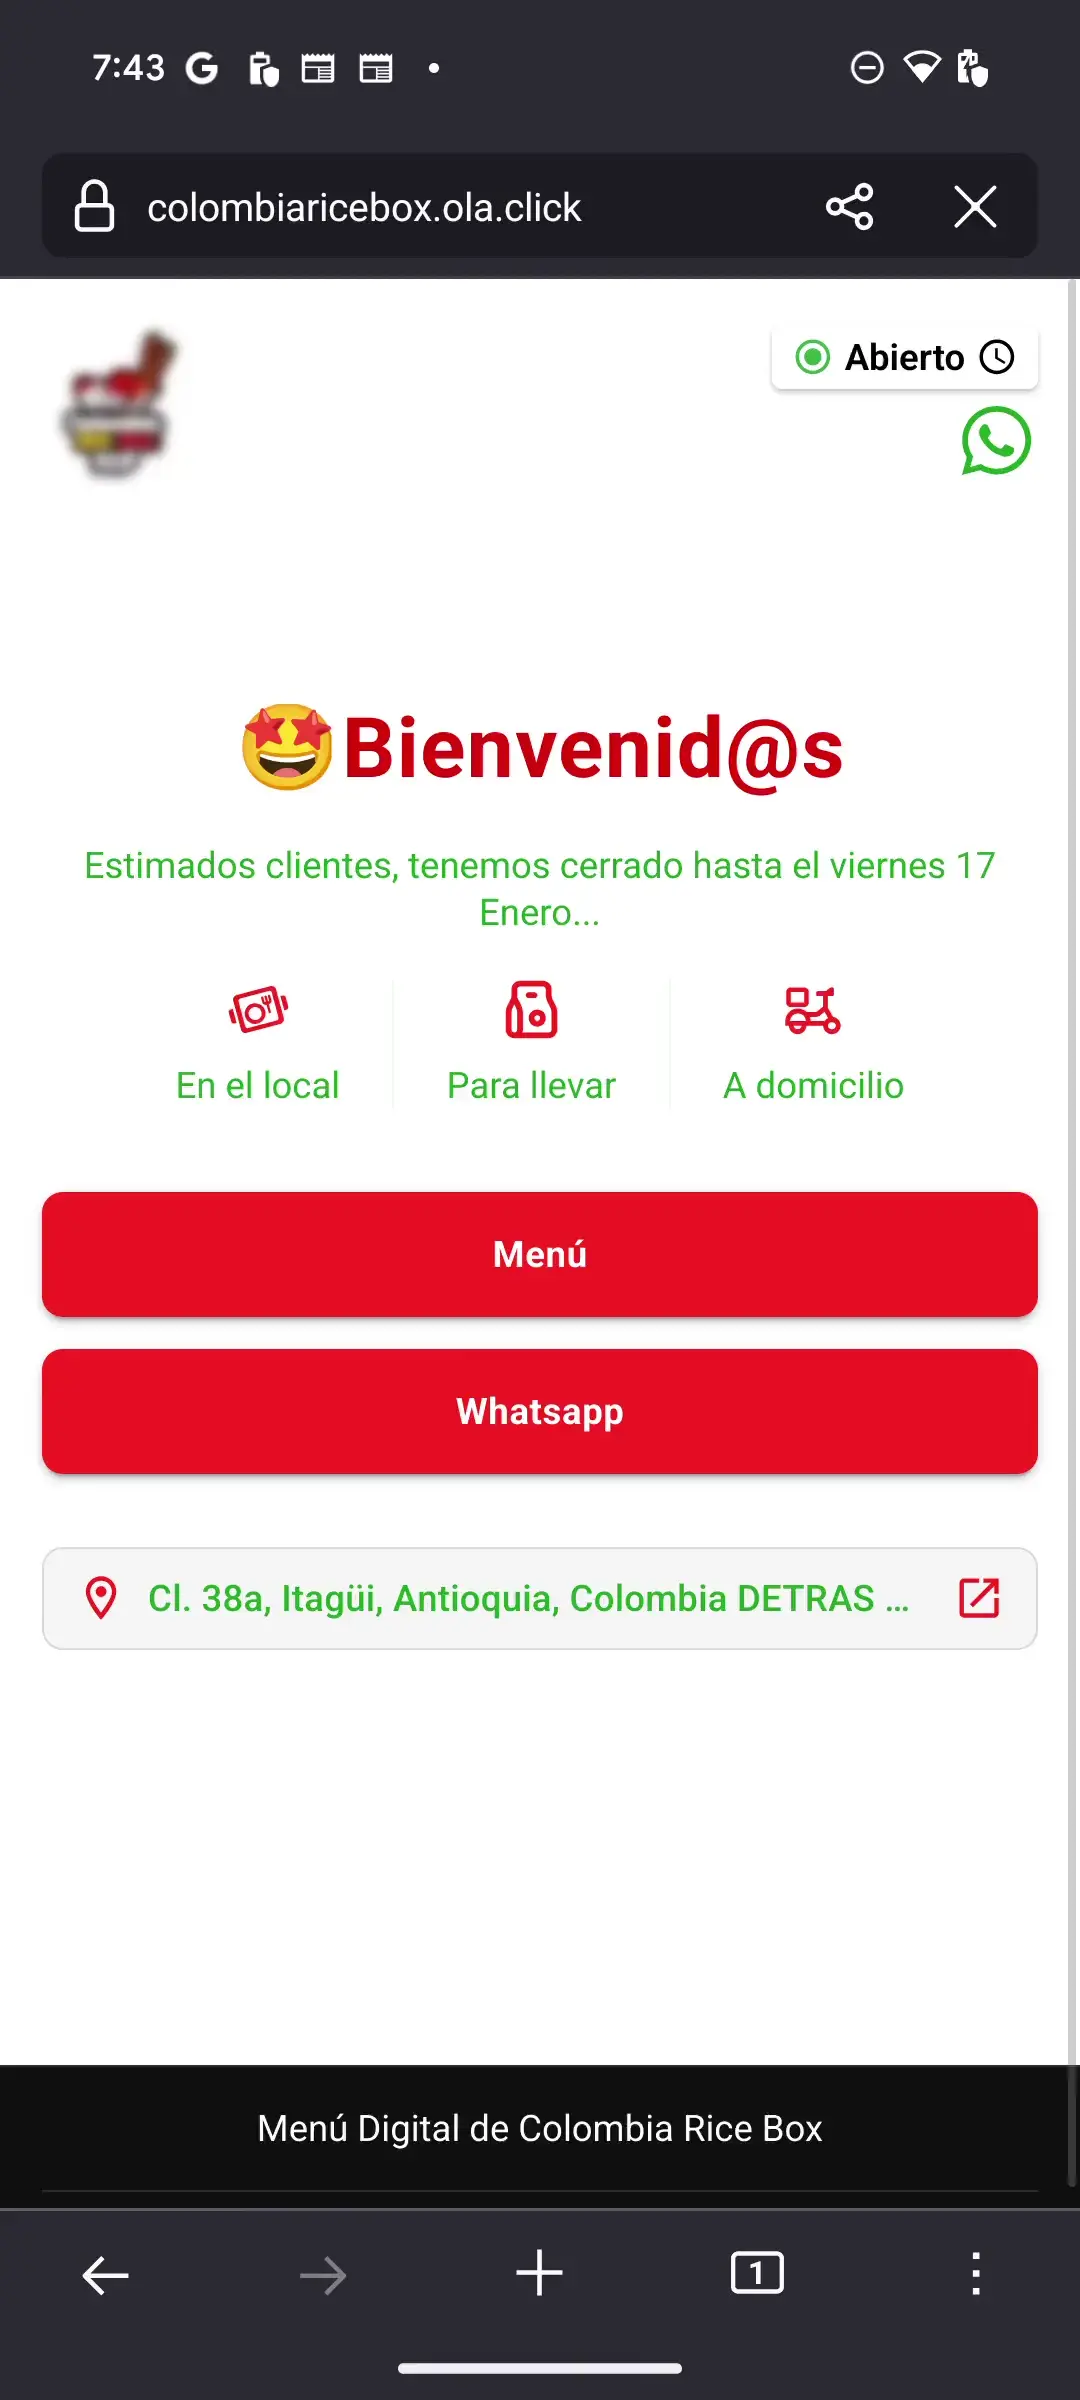 7:43
colombiaricebox.ola.click
Abierto
Bienvenid@s
Estimados clientes, tenemos cerrado hasta el viernes 17
Enero...
En el local
Para llevar
A domicilio
Menú
Whatsapp
Cl. 38a, Itagüi, Antioquia, Colombia DETRAS ...
Menú Digital de Colombia Rice Box
1